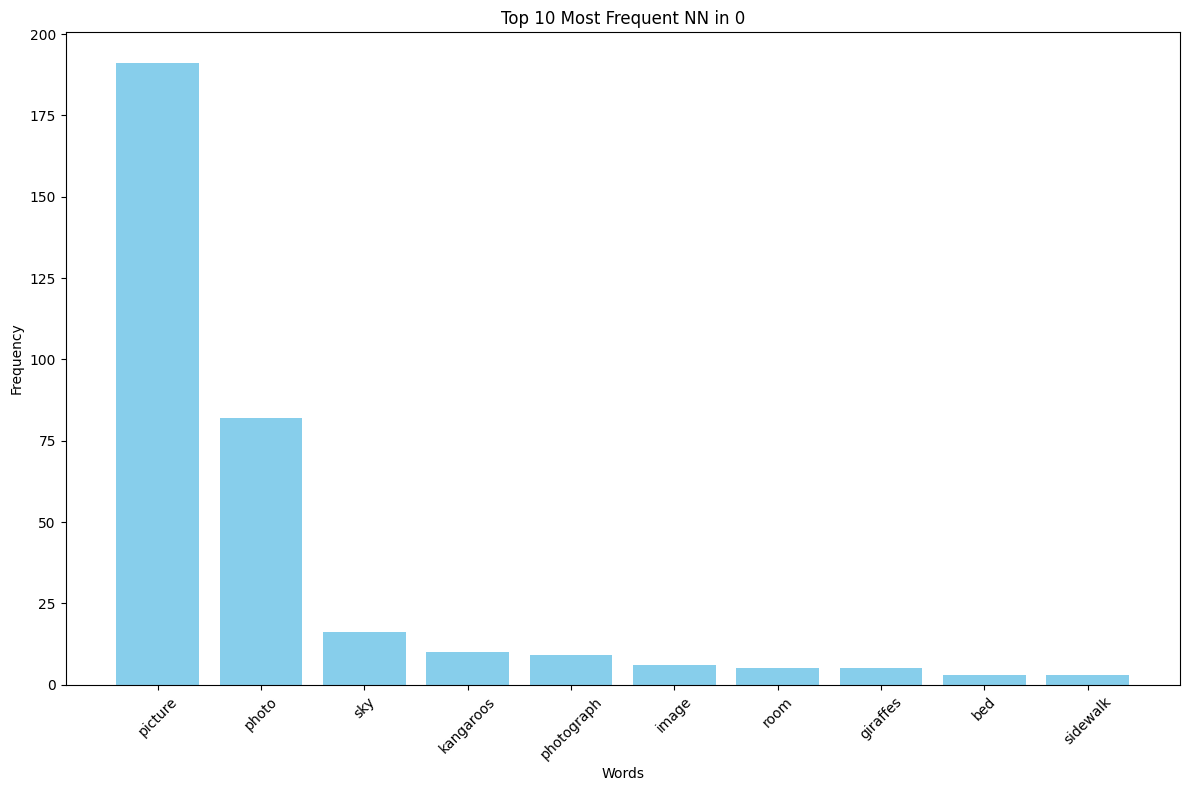 Top 10 Most Frequent NN in 0
Frequency
200
175
150
125
100
75
50
25
0
picture
photo
sky
kangaroos
photograph
image
room
giraffes
bed
sidewalk
Words